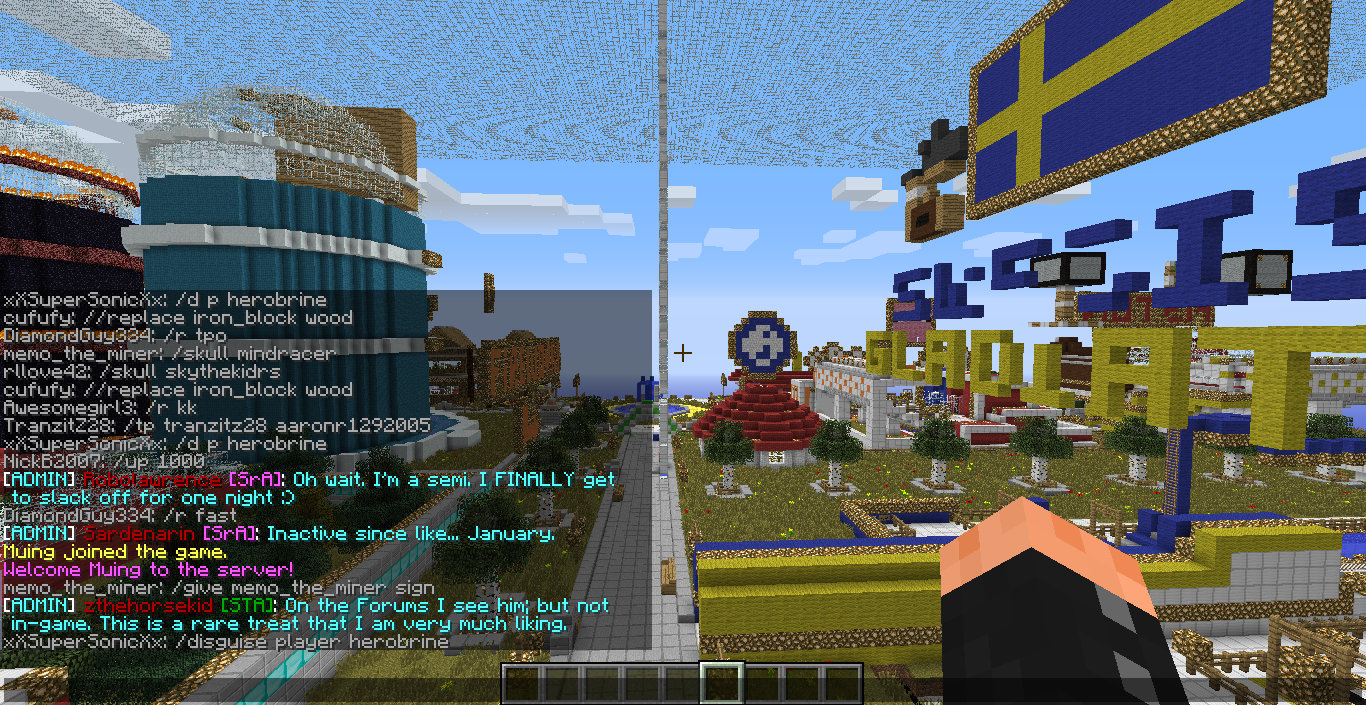 xXSuperSonicXx: /d p herobrine
cufufy: //replace iron_block wood
DiamondGuy334: /r tpo
memo_the_miner: /skull mindracer
rllove42: /skull skythekidrs
cufufy: //replace iron_block wood
Awesomegirl3: /r kk
TranzitZ28: /tp tranzitz28 aaronr1292005
xXSuperSonicXx: /d p herobrine
NickB2007: /up 1000
[ADMIN] Robolawrence [SrA]: Oh wait. I'm a semi. I FINALLY get
to slack off for one night :)
DiamondGuy334: /r fast
[ADMIN] Sardenarin [SrA]: Inactive since like... January.
Muing joined the game.
Welcome Muing to the server!
memo_the_miner: /give memo_the_miner sign
[ADMIN] zthehorsekid [STA]: On the Forums I see him; but not
in-game. This is a rare treat that I am very much liking.
xXSuperSonicXx: /disguise player herobrine